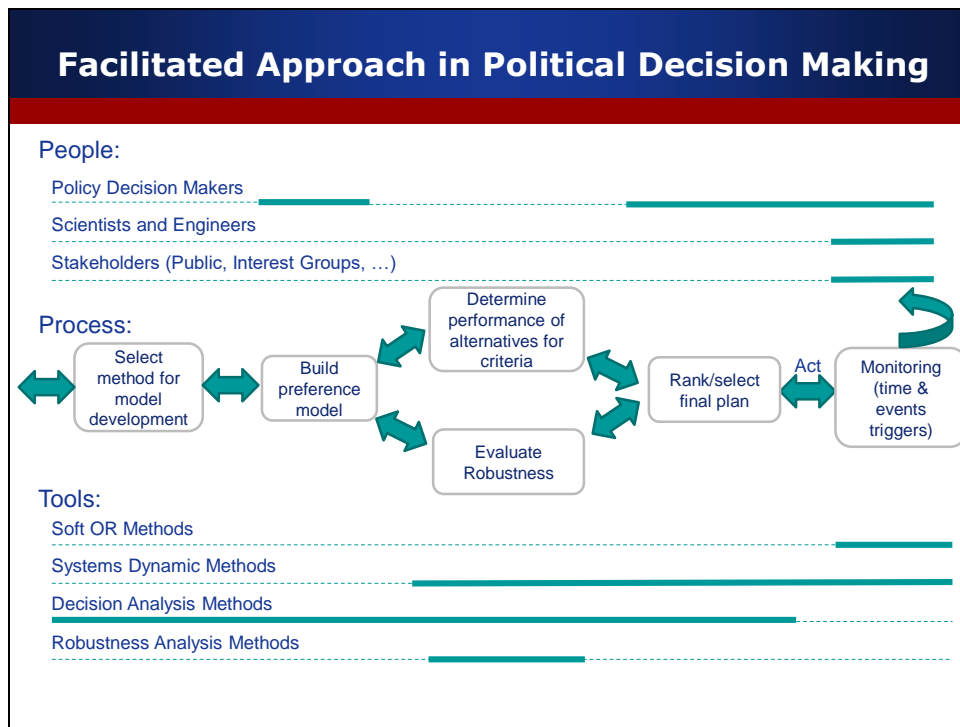 Facilitated Approach in Political Decision Making
People:
Policy Decision Makers
Scientists and Engineers
Stakeholders (Public, Interest Groups, …)
Process:
Select
method for
model
development
Build
preference
model
Determine
performance of
alternatives for
criteria
Evaluate
Robustness
Rank/select
final plan
Act
Monitoring
(time &
events
triggers)
Tools:
Soft OR Methods
Systems Dynamic Methods
Decision Analysis Methods
Robustness Analysis Methods